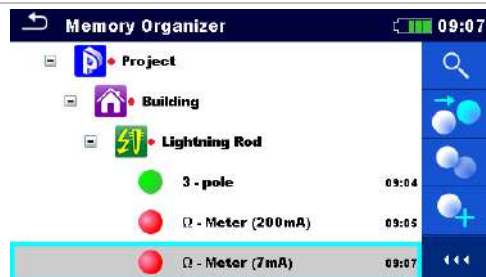 Memory Organizer 09:07
Project
Building
Lightning Rod
3 - pole 09:04
Ω - Meter (200mA) 09:05
Ω - Meter (7mA) 09:07